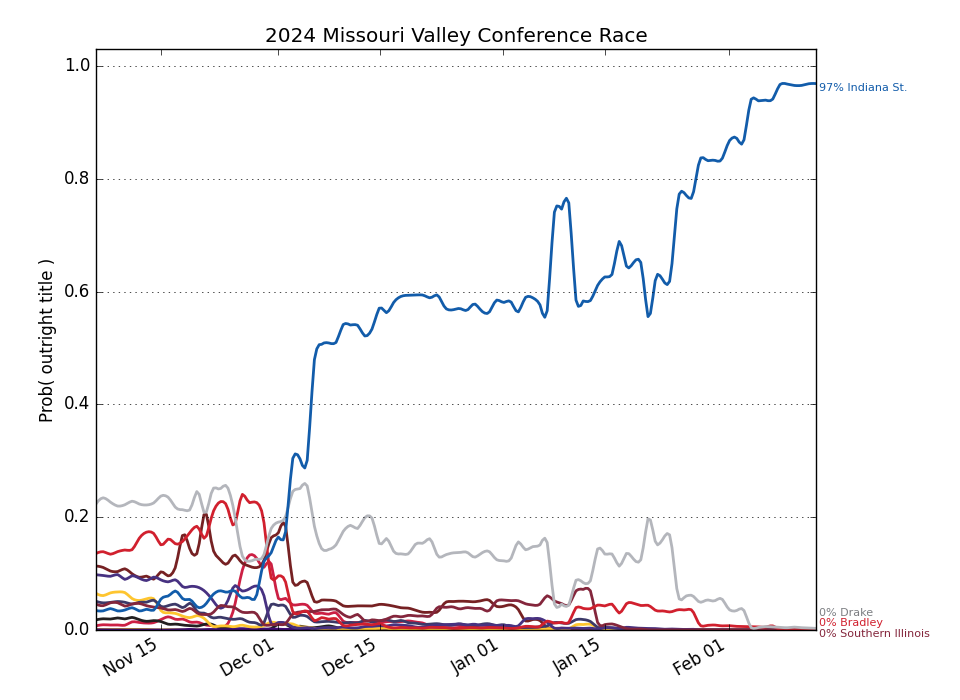 2024 Missouri Valley Conference Race
Prob( outright title )
1.0
0.8
0.6
0.4
0.2
0.0
97% Indiana St.
0% Drake
0% Bradley
0% Southern Illinois
Nov 15
Dec 01
Dec 15
Jan 01
Jan 15
Feb 01